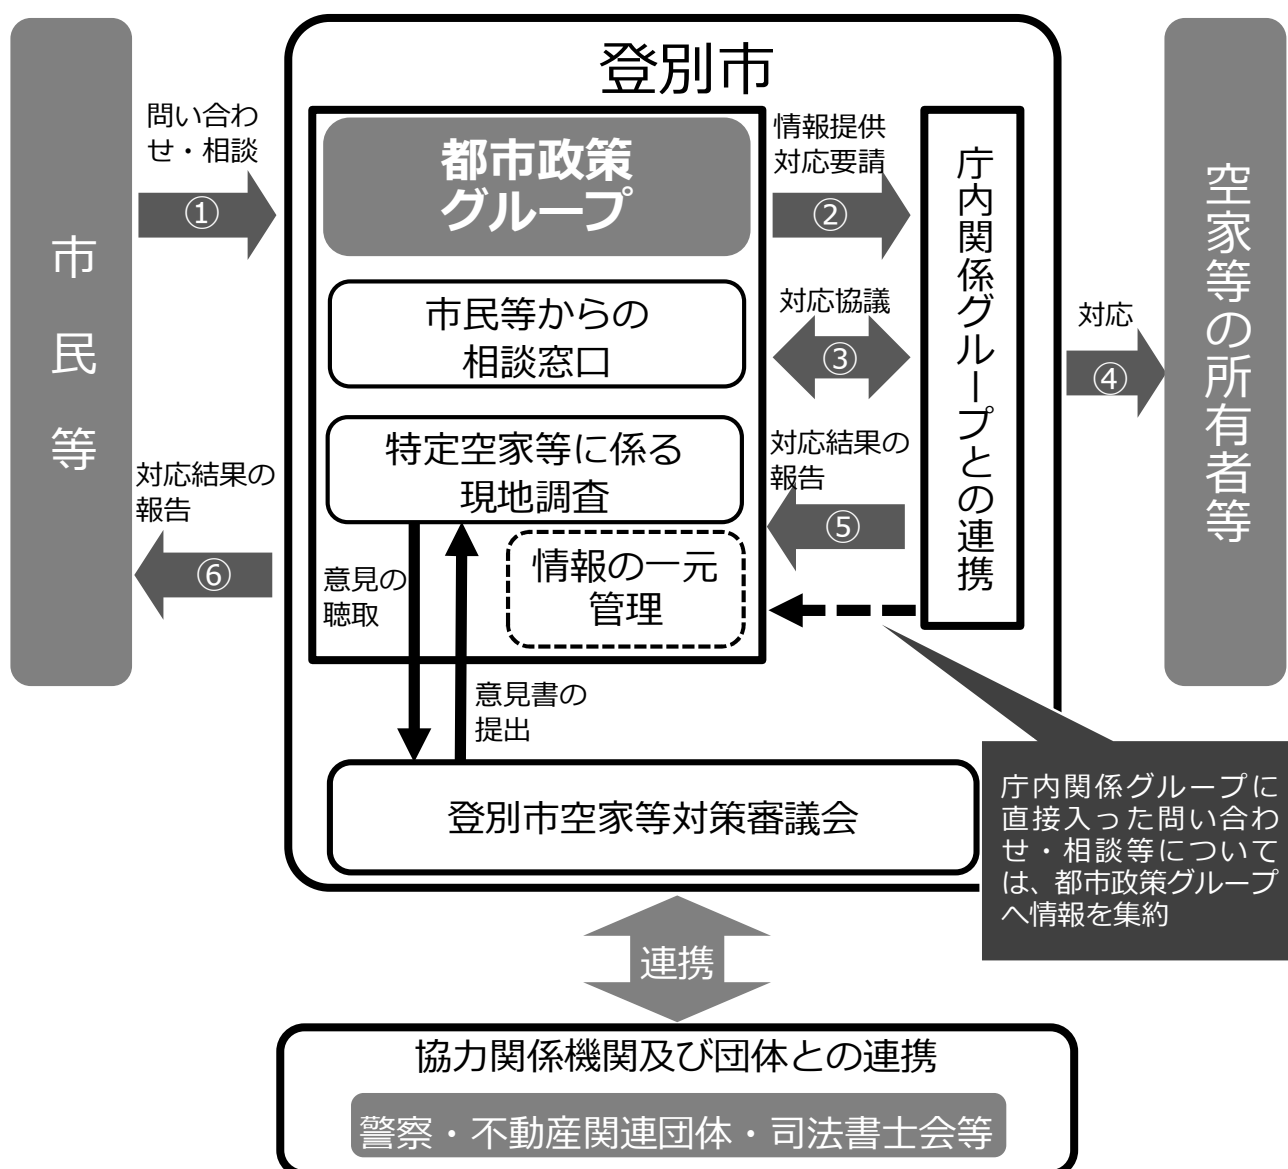 登別市
市民等
問い合わ
せ・相談
①
都市政策
グループ
市民等からの
相談窓口
特定空家等に係る
現地調査
情報の一元
管理
情報提供
対応要請
②
対応協議
③
対応結果の
報告
⑤
庁内関係グループとの連携
対応
④
空家等の所有者等
対応結果の
報告
⑥
意見の
聴取
意見書の
提出
登別市空家等対策審議会
庁内関係グループに
直接入った問い合わ
せ・相談等について
は、都市政策グループ
へ情報を集約
連携
協力関係機関及び団体との連携
警察・不動産関連団体・司法書士会等